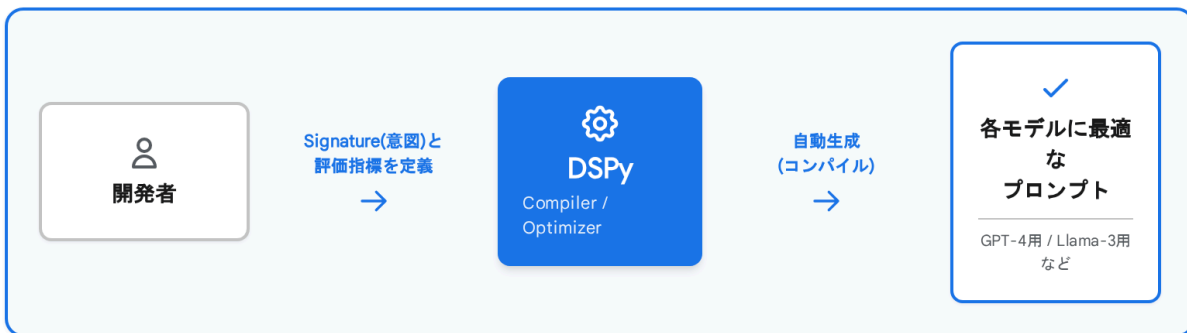 開発者
Signature(意図)と
評価指標を定義
DSPy
Compiler /
Optimizer
自動生成
(コンパイル)
各モデルに最適
な
プロンプト
GPT-4用 / Llama-3用
など